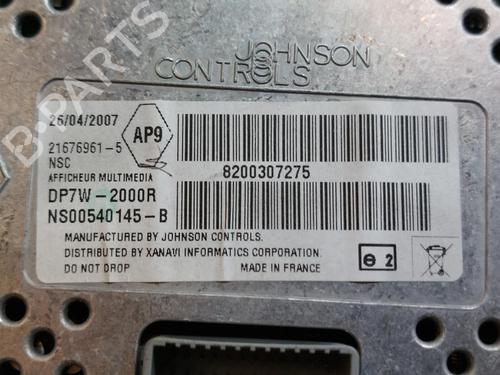 JOHNSON
CONTROLS
26/04/2007
AP9
21676961-5
NSC
AFFICHEUR MULTIMEDIA
8200307275
DP7W-2000R
NS00540145-B
MANUFACTURED BY JOHNSON CONTROLS.
DISTRIBUTED BY XANAVI INFORMATICS CORPORATION.
DO NOT DROP
MADE IN FRANCE
2
B-PARTS